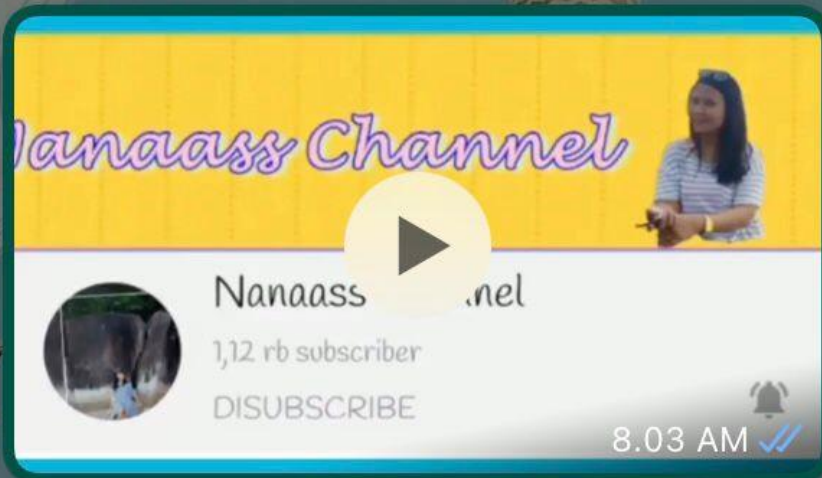 Nanaass Channel
Nanaass nel
1,12 rb subscriber
DISUBSCRIBE
8.03 AM